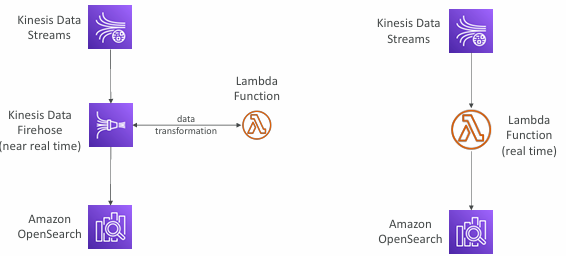 Kinesis Data
Streams
Kinesis Data
Firehose
(near real time)
data
transformation
Lambda
Function
Amazon
OpenSearch
Kinesis Data
Streams
Lambda
Function
(real time)
Amazon
OpenSearch